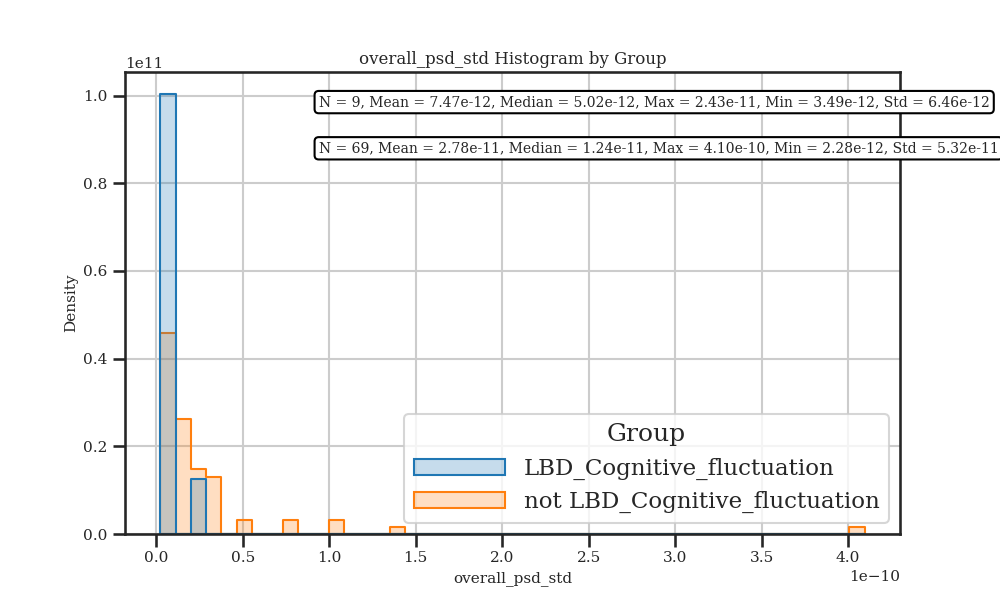 overall_psd_std Histogram by Group
1e11
N = 9, Mean = 7.47e-12, Median = 5.02e-12, Max = 2.43e-11, Min = 3.49e-12, Std = 6.46e-12
N = 69, Mean = 2.78e-11, Median = 1.24e-11, Max = 4.10e-10, Min = 2.28e-12, Std = 5.32e-11
1.0
0.8
0.6
0.4
0.2
0.0
Density
Group
LBD_Cognitive_fluctuation
not LBD_Cognitive_fluctuation
0.0 0.5 1.0 1.5 2.0 2.5 3.0 3.5 4.0
1e−10
overall_psd_std